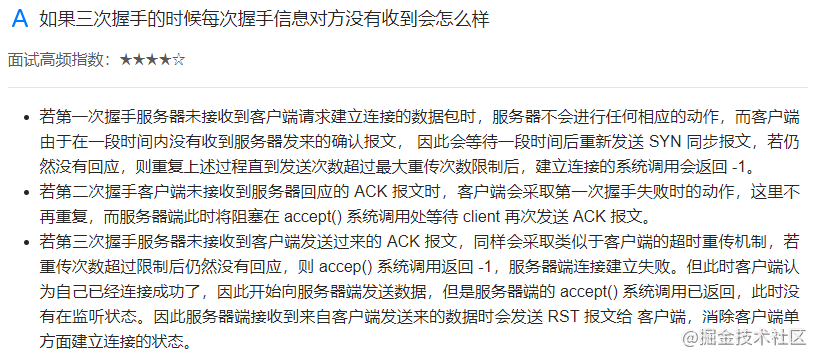 A 如果三次握手的时候每次握手信息对方没有收到会怎么样
面试高频指数：★★★★☆
• 若第一次握手服务器未接收到客户端请求建立连接的数据包时，服务器不会进行任何相应的动作，而客户端
由于在一段时间内没有收到服务器发来的确认报文， 因此会等待一段时间后重新发送 SYN 同步报文，若仍
然没有回应，则重复上述过程直到发送次数超过最大重传次数限制后，建立连接的系统调用会返回 -1。
• 若第二次握手客户端未接收到服务器回应的 ACK 报文时，客户端会采取第一次握手失败时的动作，这里不
再重复，而服务器端此时将阻塞在 accept() 系统调用处等待 client 再次发送 ACK 报文。
• 若第三次握手服务器未接收到客户端发送过来的 ACK 报文，同样会采取类似于客户端的超时重传机制，若
重传次数超过限制后仍然没有回应，则 accep() 系统调用返回 -1，服务器端连接建立失败。但此时客户端认
为自己已经连接成功了，因此开始向服务器端发送数据，但是服务器端的 accept() 系统调用已返回，此时没
有在监听状态。因此服务器端接收到来自客户端发送来的数据时会发送 RST 报文给 客户端，消除客户端单
方面建立连接的状态。
@掘金技术社区